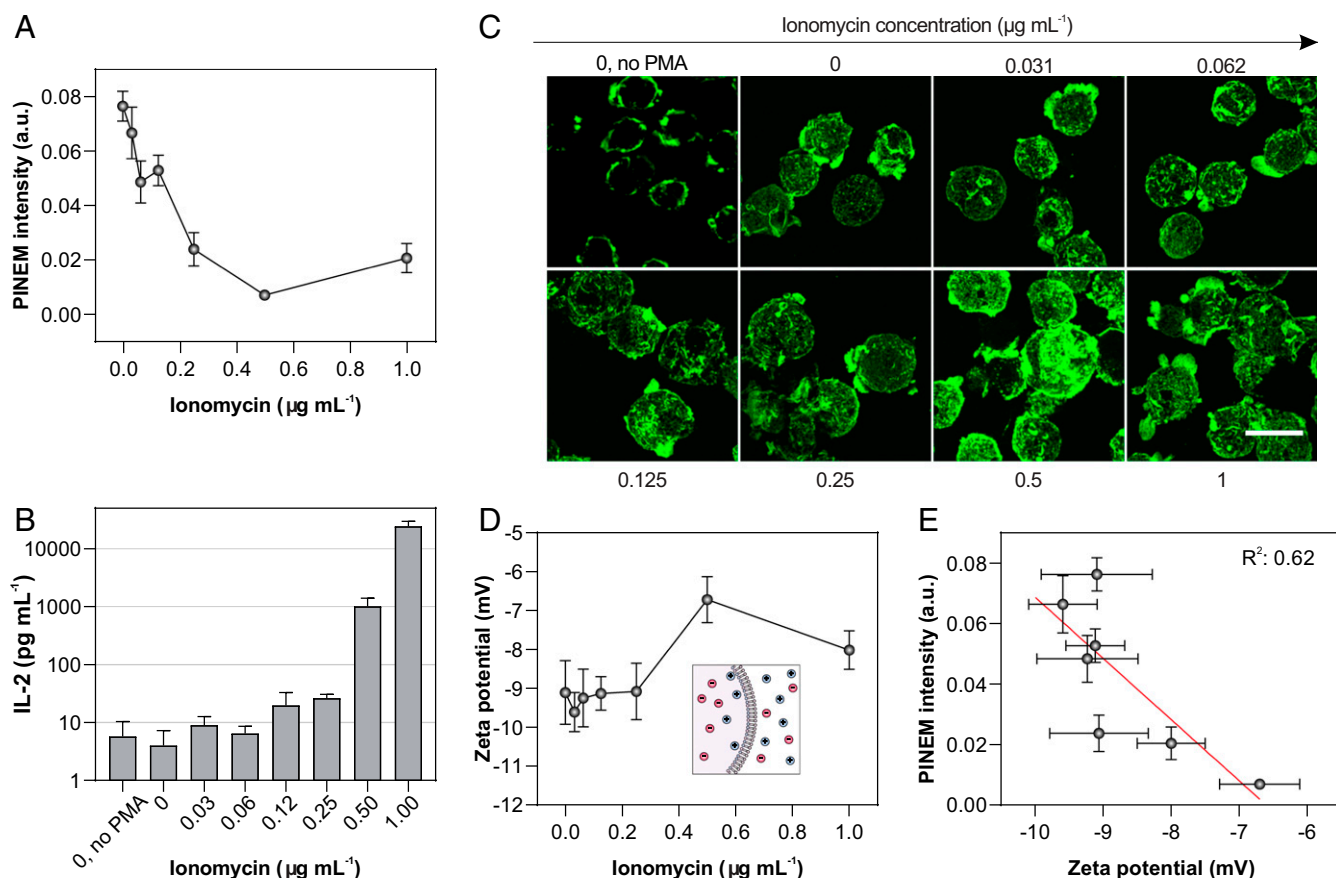 A
PINEM intensity (a.u.)
0.08
0.06
0.04
0.02
0.00
0.0 0.2 0.4 0.6 0.8 1.0
Ionomycin (µg mL⁻¹)
C
Ionomycin concentration (µg mL⁻¹)
0, no PMA 0 0.031 0.062
0.125 0.25 0.5 1
B
IL-2 (pg mL⁻¹)
10000
1000
100
10
1
0, no PMA 0 0.03 0.06 0.12 0.25 0.50 1.00
Ionomycin (µg mL⁻¹)
D
Zeta potential (mV)
-5
-6
-7
-8
-9
-10
-11
-12
0.0 0.2 0.4 0.6 0.8 1.0
Ionomycin (µg mL⁻¹)
E
PINEM intensity (a.u.)
R²: 0.62
0.08
0.06
0.04
0.02
0.00
-10 -9 -8 -7 -6
Zeta potential (mV)